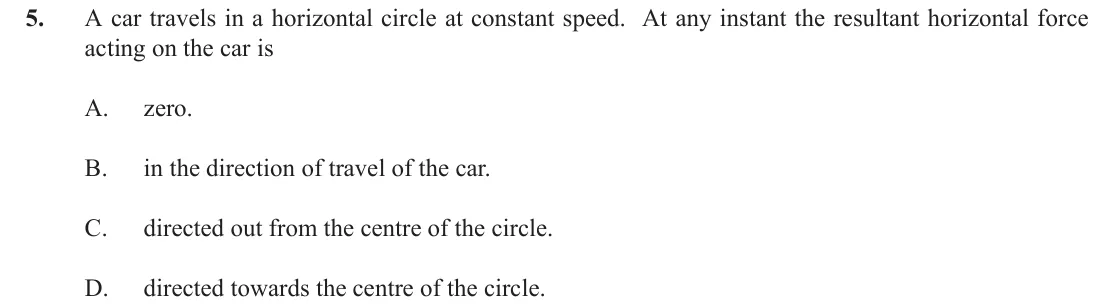 5. A car travels in a horizontal circle at constant speed. At any instant the resultant horizontal force
acting on the car is
A. zero.
B. in the direction of travel of the car.
C. directed out from the centre of the circle.
D. directed towards the centre of the circle.